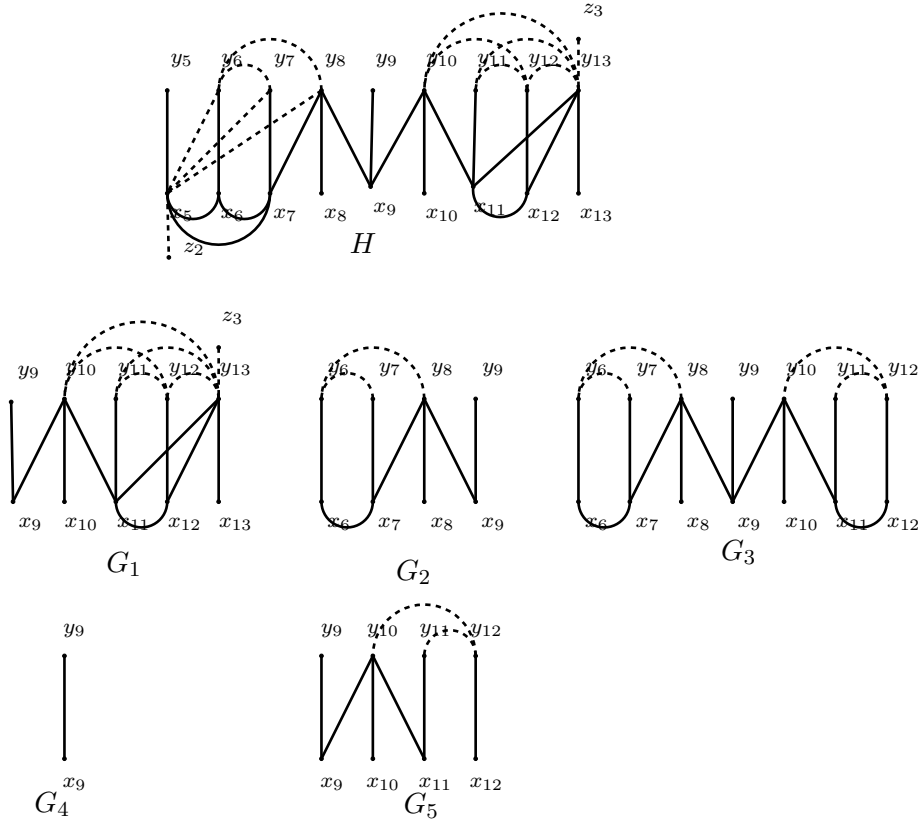 z₃
y₅ y₆ y₇ y₈ y₉ y₁₀ y₁₁ y₁₂ y₁₃
x₅ x₆ x₇ x₈ x₉ x₁₀ x₁₁ x₁₂ x₁₃
z₂
H
z₃
y₉ y₁₀ y₁₁ y₁₂ y₁₃ y₆ y₇ y₈ y₉ y₆ y₇ y₈ y₉ y₁₀ y₁₁ y₁₂
x₉ x₁₀ x₁₁ x₁₂ x₁₃ x₆ x₇ x₈ x₉ x₆ x₇ x₈ x₉ x₁₀ x₁₁ x₁₂
G₁ G₂ G₃
y₉ y₉ y₁₀ y₁₁ y₁₂
x₉ x₉ x₁₀ x₁₁ x₁₂
G₄ G₅